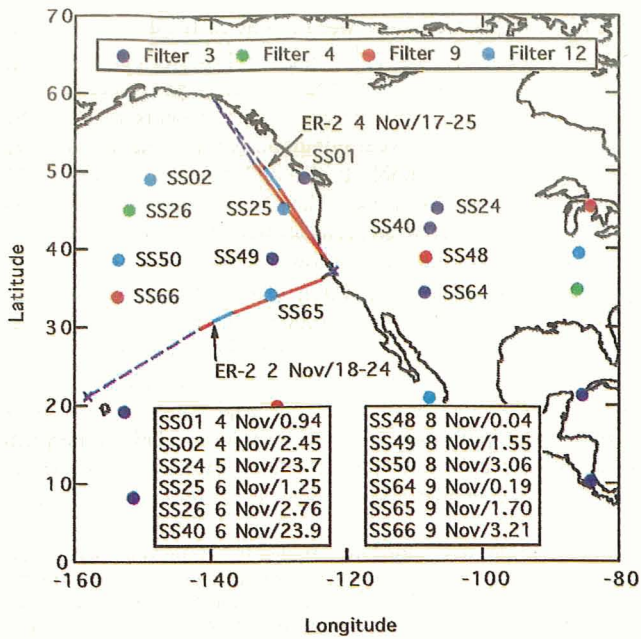 70
Filter 3 Filter 4 Filter 9 Filter 12
60
ER-2 4 Nov/17-25
SS01
50
SS02
SS26
SS25
SS24
SS40
40
SS50
SS49
SS48
SS66
SS64
SS65
30
ER-2 2 Nov/18-24
20
SS01 4 Nov/0.94
SS02 4 Nov/2.45
SS24 5 Nov/23.7
SS25 6 Nov/1.25
SS26 6 Nov/2.76
SS40 6 Nov/23.9
SS48 8 Nov/0.04
SS49 8 Nov/1.55
SS50 8 Nov/3.06
SS64 9 Nov/0.19
SS65 9 Nov/1.70
SS66 9 Nov/3.21
10
0
-160 -140 -120 -100 -80
Longitude
Latitude